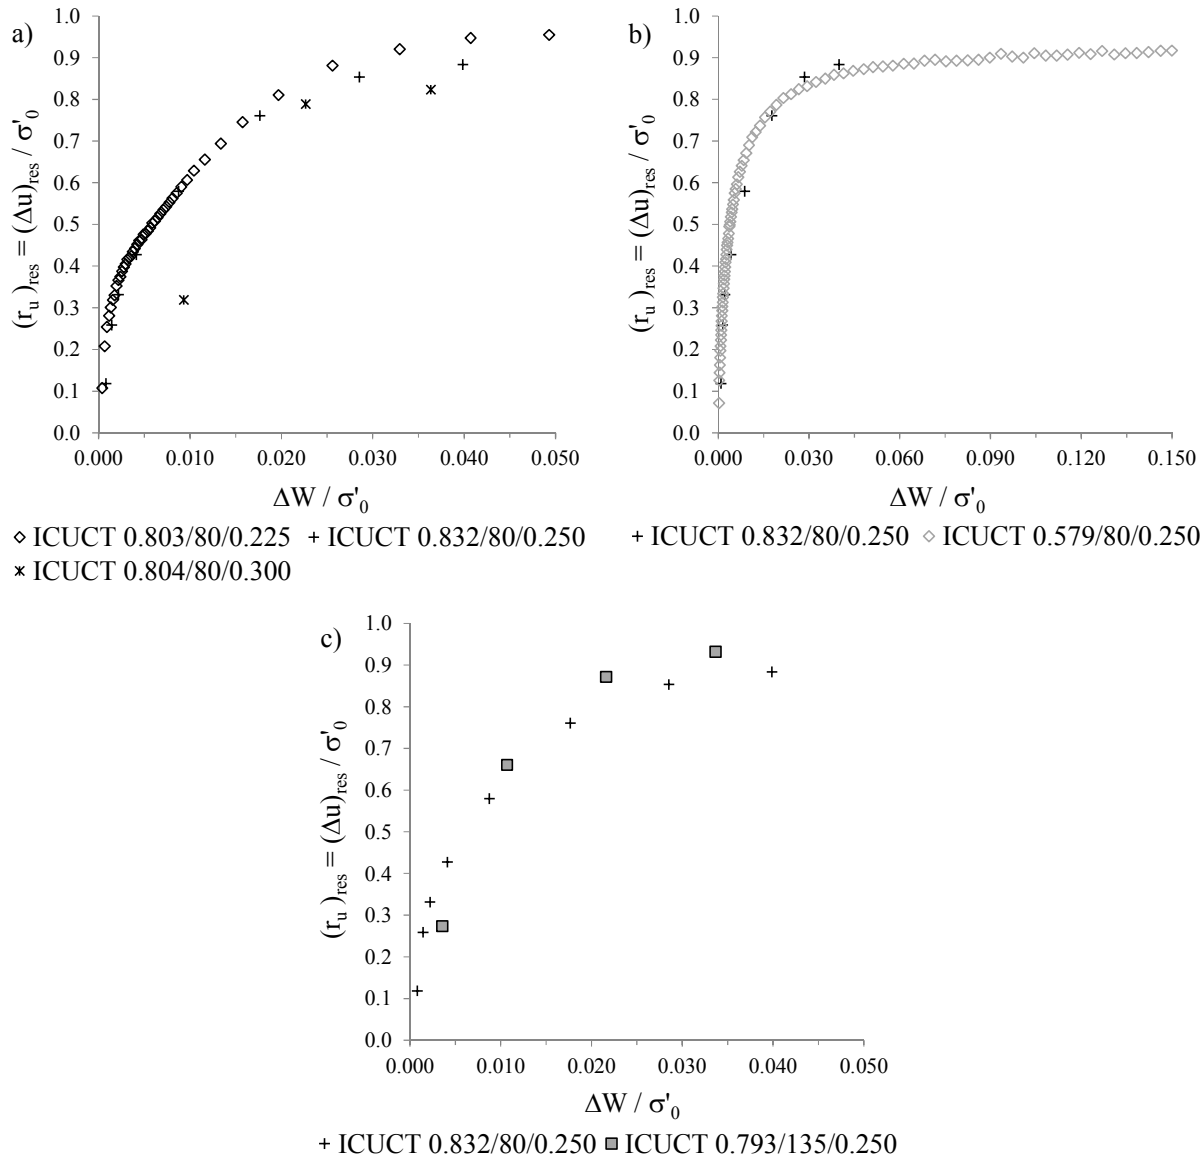 a)
(r_u)_res = (Δu)_res / σ'_0
1.0
0.9
0.8
0.7
0.6
0.5
0.4
0.3
0.2
0.1
0.0
0.000 0.010 0.020 0.030 0.040 0.050
ΔW / σ'_0
ICUCT 0.803/80/0.225 ICUCT 0.832/80/0.250
ICUCT 0.804/80/0.300
b)
(r_u)_res = (Δu)_res / σ'_0
1.0
0.9
0.8
0.7
0.6
0.5
0.4
0.3
0.2
0.1
0.0
0.000 0.030 0.060 0.090 0.120 0.150
ΔW / σ'_0
ICUCT 0.832/80/0.250 ICUCT 0.579/80/0.250
c)
(r_u)_res = (Δu)_res / σ'_0
1.0
0.9
0.8
0.7
0.6
0.5
0.4
0.3
0.2
0.1
0.0
0.000 0.010 0.020 0.030 0.040 0.050
ΔW / σ'_0
ICUCT 0.832/80/0.250 ICUCT 0.793/135/0.250